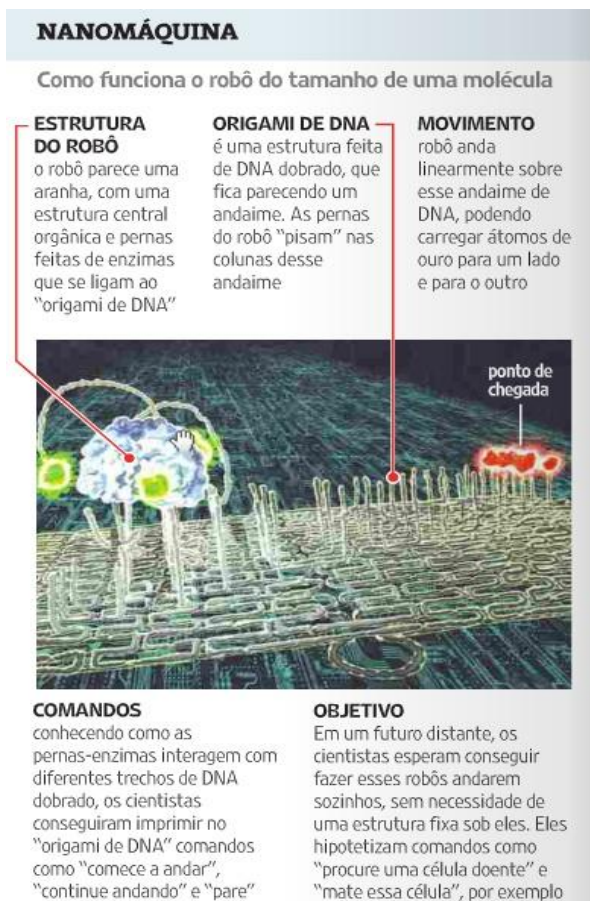 NANOMÁQUINA
Como funciona o robô do tamanho de uma molécula
ESTRUTURA
DO ROBÔ
o robô parece uma
aranha, com uma
estrutura central
orgânica e pernas
feitas de enzimas
que se ligam ao
"origami de DNA"
ORIGAMI DE DNA
é uma estrutura feita
de DNA dobrado, que
fica parecendo um
andaime. As pernas
do robô "pisam" nas
colunas desse
andaime
MOVIMENTO
robô anda
linearmente sobre
esse andaime de
DNA, podendo
carregar átomos de
ouro para um lado
e para o outro
ponto de
chegada
COMANDOS
conhecendo como as
pernas-enzimas interagem com
diferentes trechos de DNA
dobrado, os cientistas
conseguiram imprimir no
"origami de DNA" comandos
como "comece a andar",
"continue andando" e "pare"
OBJETIVO
Em um futuro distante, os
cientistas esperam conseguir
fazer esses robôs andarem
sozinhos, sem necessidade de
uma estrutura fixa sob eles. Eles
hipotetizam comandos como
"procure uma célula doente" e
"mate essa célula", por exemplo